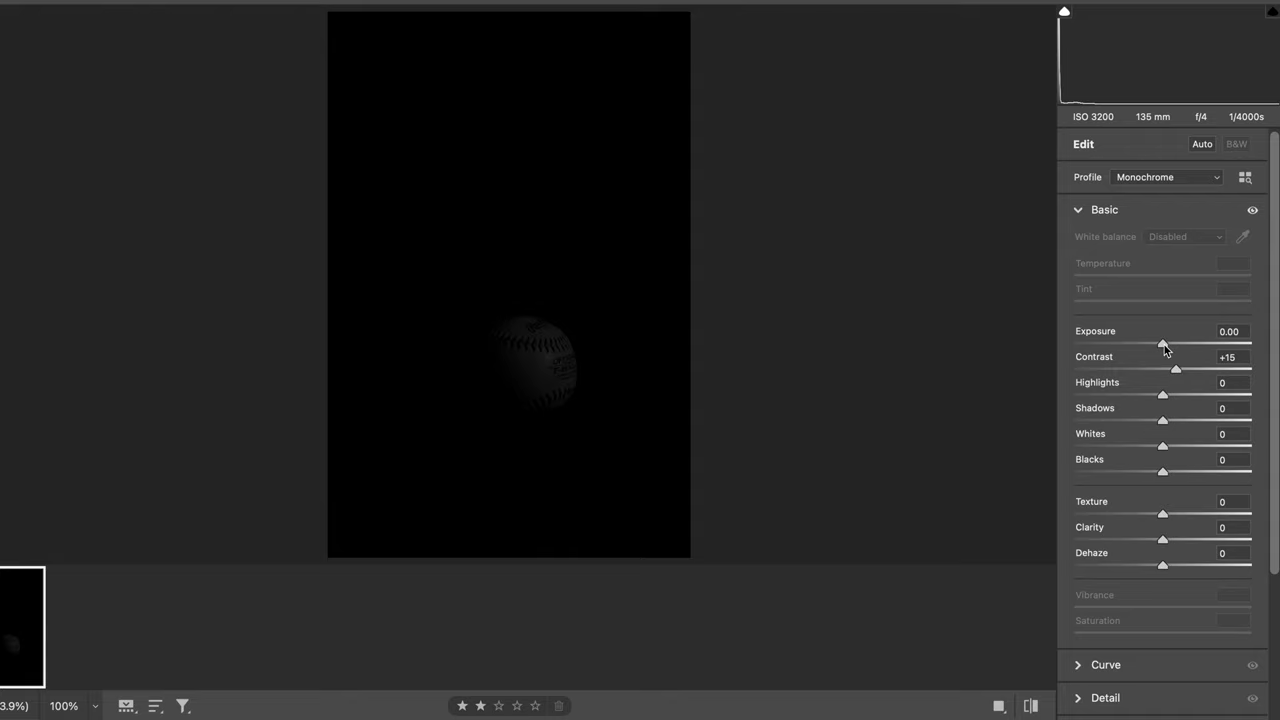 ISO 3200 135 mm f/4 1/4000s
Edit Auto B&W
Profile Monochrome
Basic
White balance Disabled
Temperature
Tint
Exposure 0.00
Contrast +15
Highlights 0
Shadows 0
Whites 0
Blacks 0
Texture 0
Clarity 0
Dehaze 0
Vibrance
Saturation
Curve
Detail
3.9%) 100%